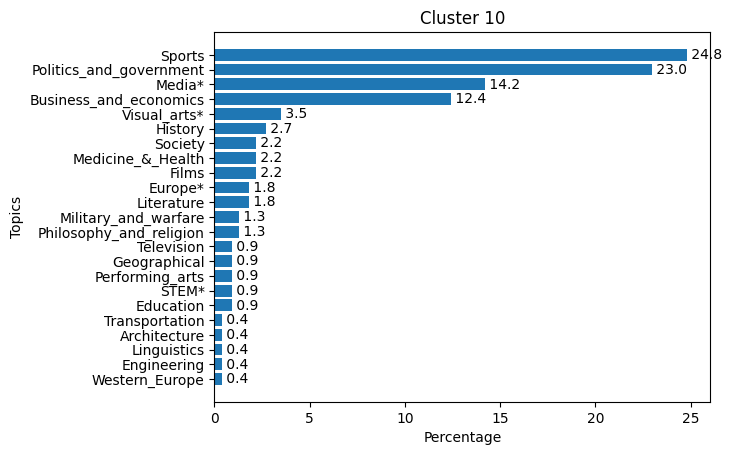 Cluster 10
Sports 24.8
Politics_and_government 23.0
Media* 14.2
Business_and_economics 12.4
Visual_arts* 3.5
History 2.7
Society 2.2
Medicine_&_Health 2.2
Films 2.2
Europe* 1.8
Literature 1.8
Military_and_warfare 1.3
Philosophy_and_religion 1.3
Television 0.9
Geographical 0.9
Performing_arts 0.9
STEM* 0.9
Education 0.9
Transportation 0.4
Architecture 0.4
Linguistics 0.4
Engineering 0.4
Western_Europe 0.4
Topics
0 5 10 15 20 25
Percentage